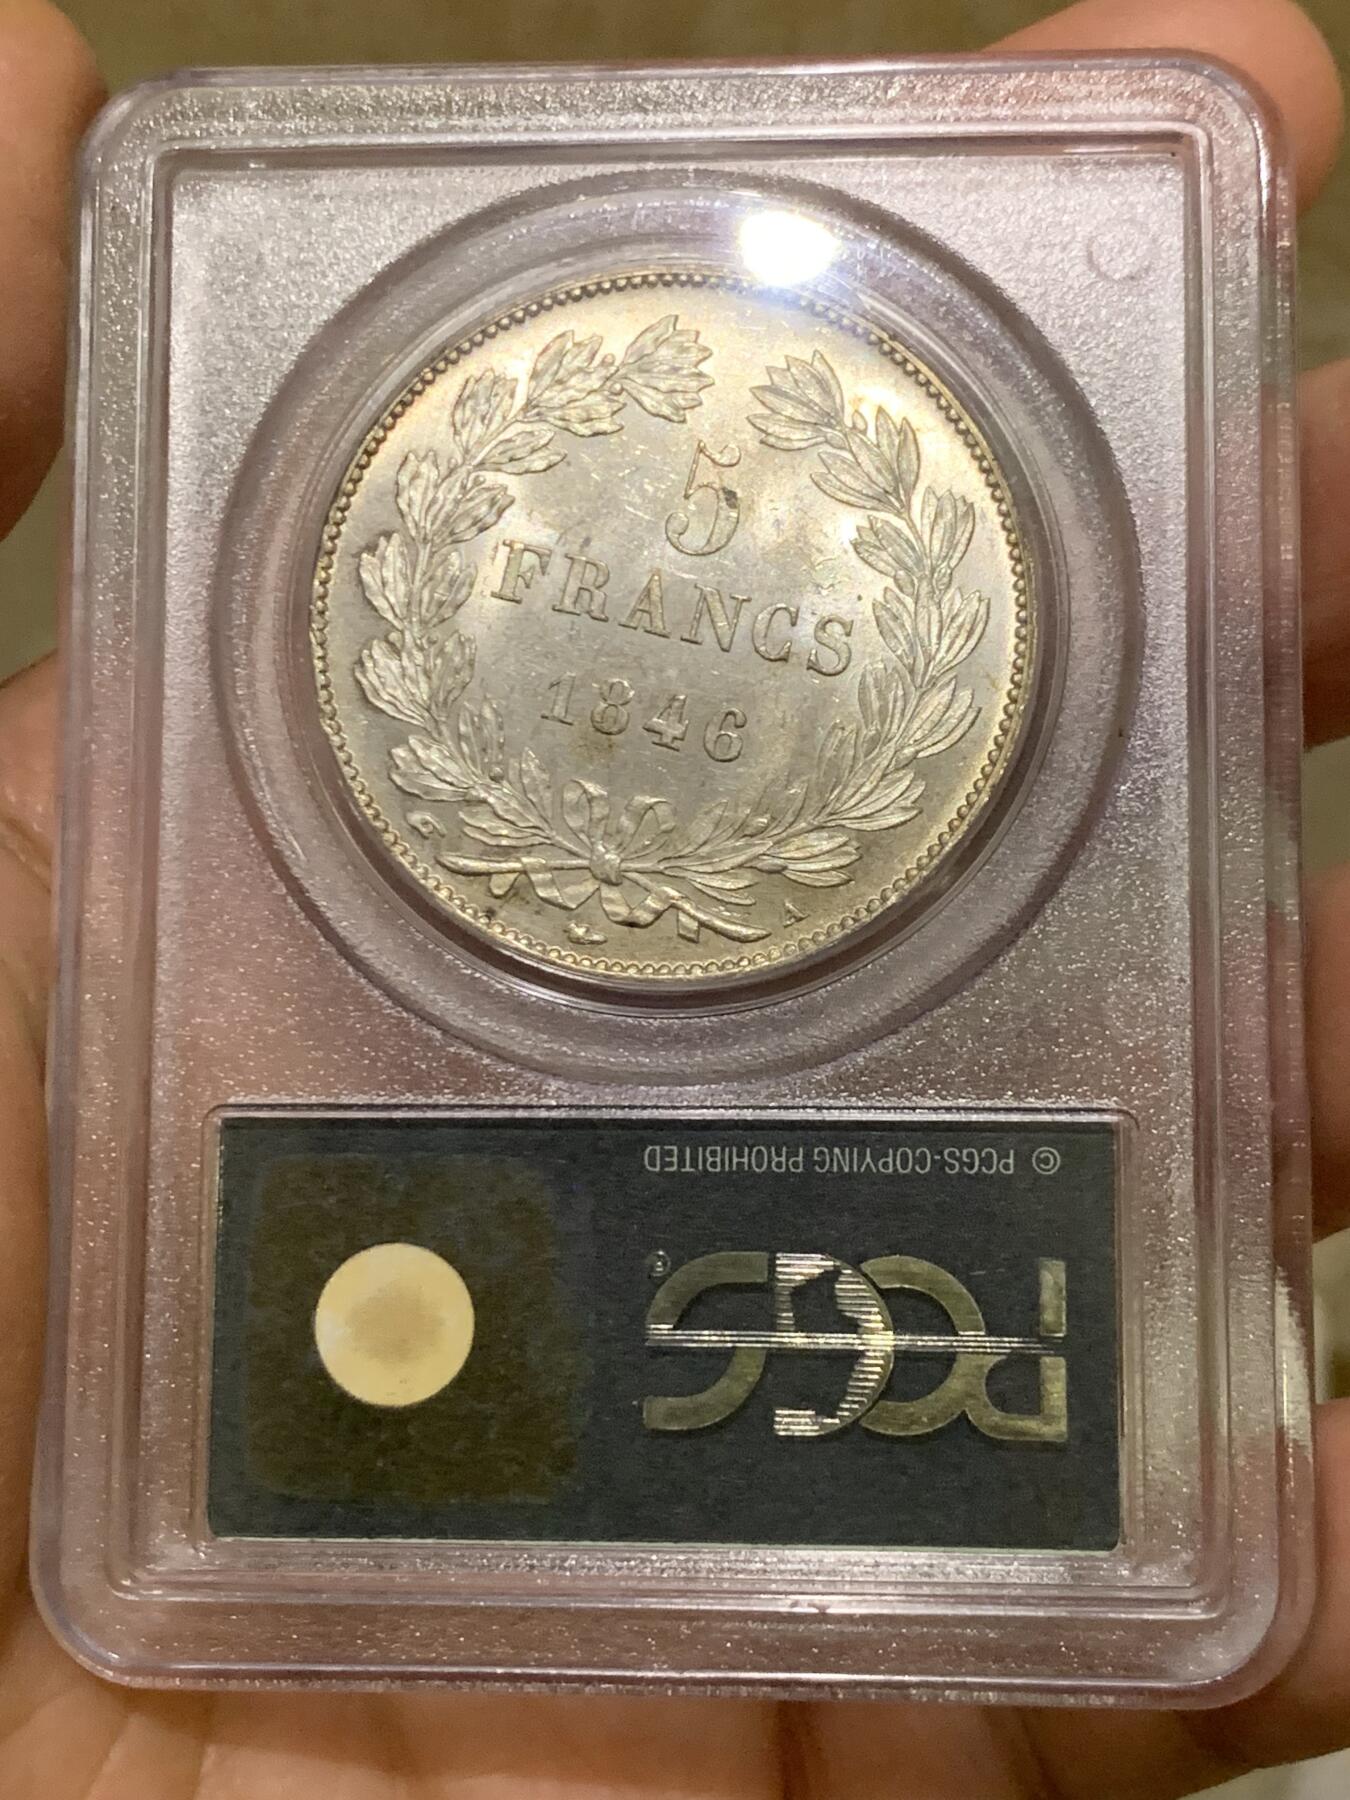 5
FRANCS
1846
A
© PCGS-COPYING PROHIBITED
PCGS®